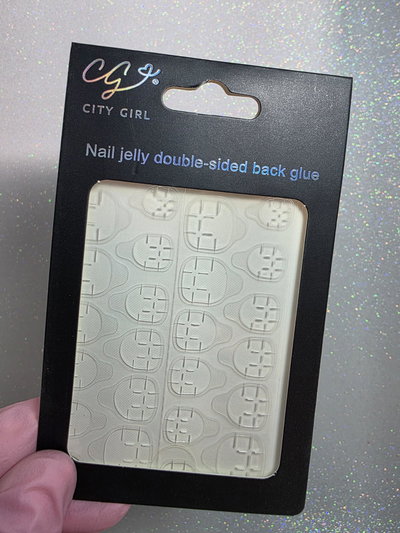 CG®
CITY GIRL
Nail jelly double-sided back glue